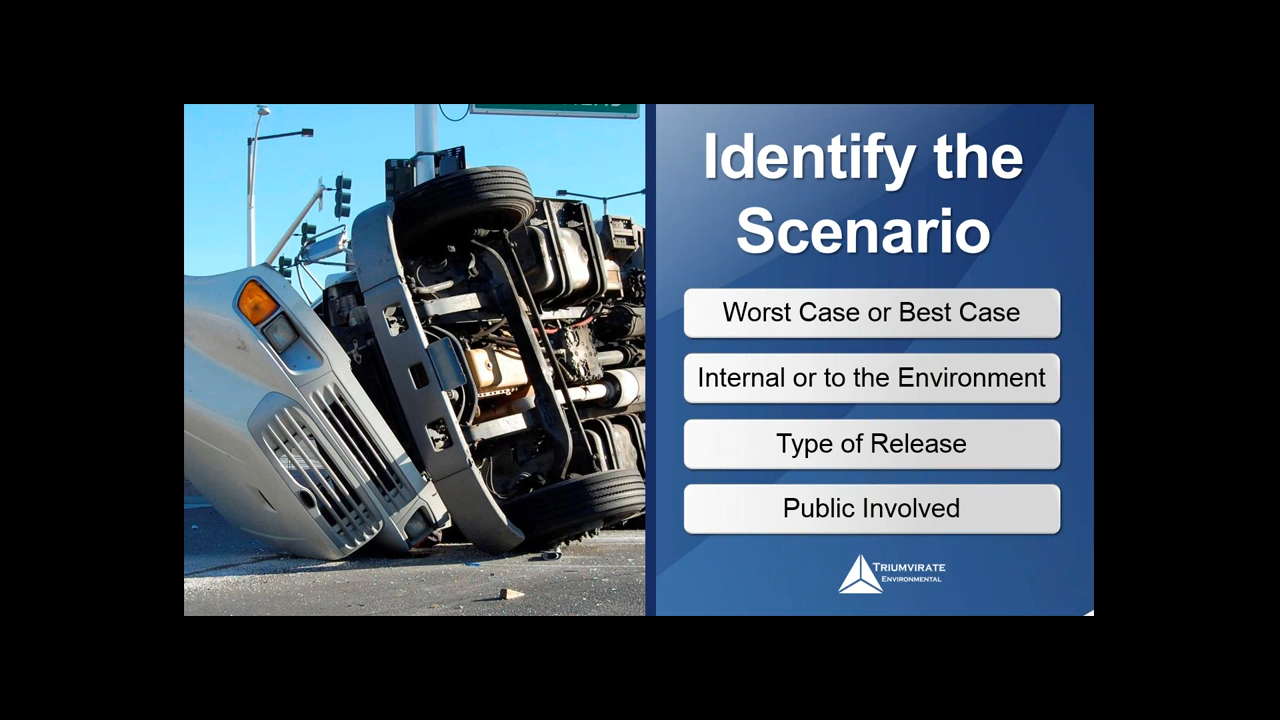 Identify the
Scenario
Worst Case or Best Case
Internal or to the Environment
Type of Release
Public Involved
TRIUMVIRATE
ENVIRONMENTAL